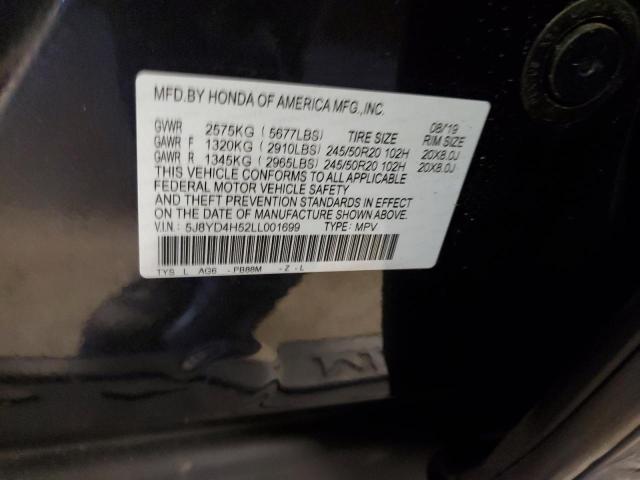 MFD.BY HONDA OF AMERICA MFG.,INC.
08/19
GVWR 2575KG ( 5677LBS) TIRE SIZE RIM SIZE
GAWR F 1320KG ( 2910LBS) 245/50R20 102H 20X8.0J
GAWR R 1345KG ( 2965LBS) 245/50R20 102H 20X8.0J
THIS VEHICLE CONFORMS TO ALL APPLICABLE
FEDERAL MOTOR VEHICLE SAFETY
AND THEFT PREVENTION STANDARDS IN EFFECT
ON THE DATE OF MANUFACTURE SHOWN ABOVE.
V.I.N.: 5J8YD4H52LL001699 TYPE: MPV
TYS L AG6 -PB88M -Z -L